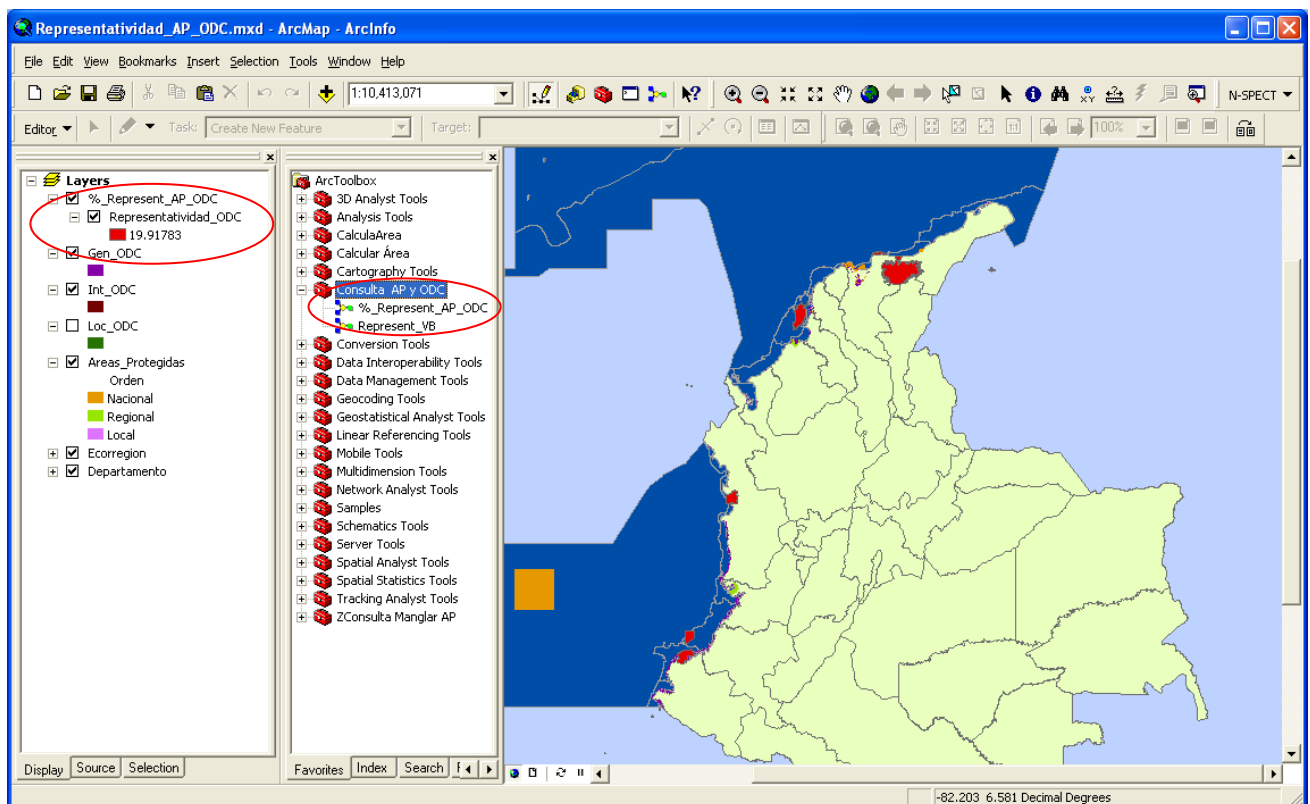 Representatividad_AP_ODC.mxd - ArcMap - ArcInfo
File Edit View Bookmarks Insert Selection Tools Window Help
1:10,413,071
N-SPECT
Editor
Task: Create New Feature
Target:
100%
Layers
%_Represent_AP_ODC
Representatividad_ODC
19.91783
Gen_ODC
Int_ODC
Loc_ODC
Areas_Protegidas
Orden
Nacional
Regional
Local
Ecorregion
Departamento
Display Source Selection
ArcToolbox
3D Analyst Tools
Analysis Tools
CalculaArea
Calcular Área
Cartography Tools
Consulta AP y ODC
%_Represent_AP_ODC
Represent_VB
Conversion Tools
Data Interoperability Tools
Data Management Tools
Geocoding Tools
Geostatistical Analyst Tools
Linear Referencing Tools
Mobile Tools
Multidimension Tools
Network Analyst Tools
Samples
Schematics Tools
Server Tools
Spatial Analyst Tools
Spatial Statistics Tools
Tracking Analyst Tools
ZConsulta Manglar AP
Favorites Index Search
-82.203 6.581 Decimal Degrees